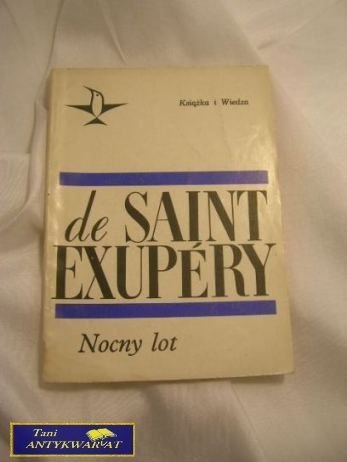 Książka i Wiedza
de SAINT
EXUPÉRY
Nocny lot
Tani
ANTYKWARIAT